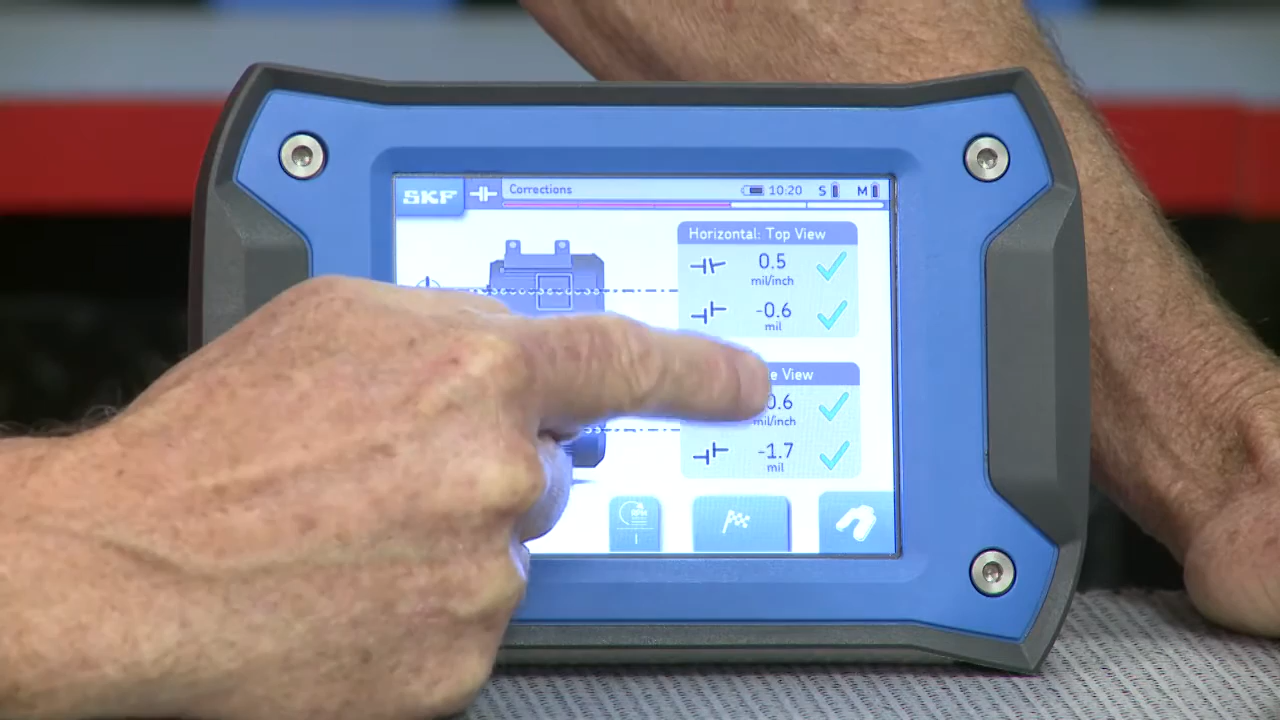 SKF Corrections 10:20 S M
Horizontal: Top View
0.5
mil/inch
-0.6
mil
View
0.6
mil/inch
-1.7
mil